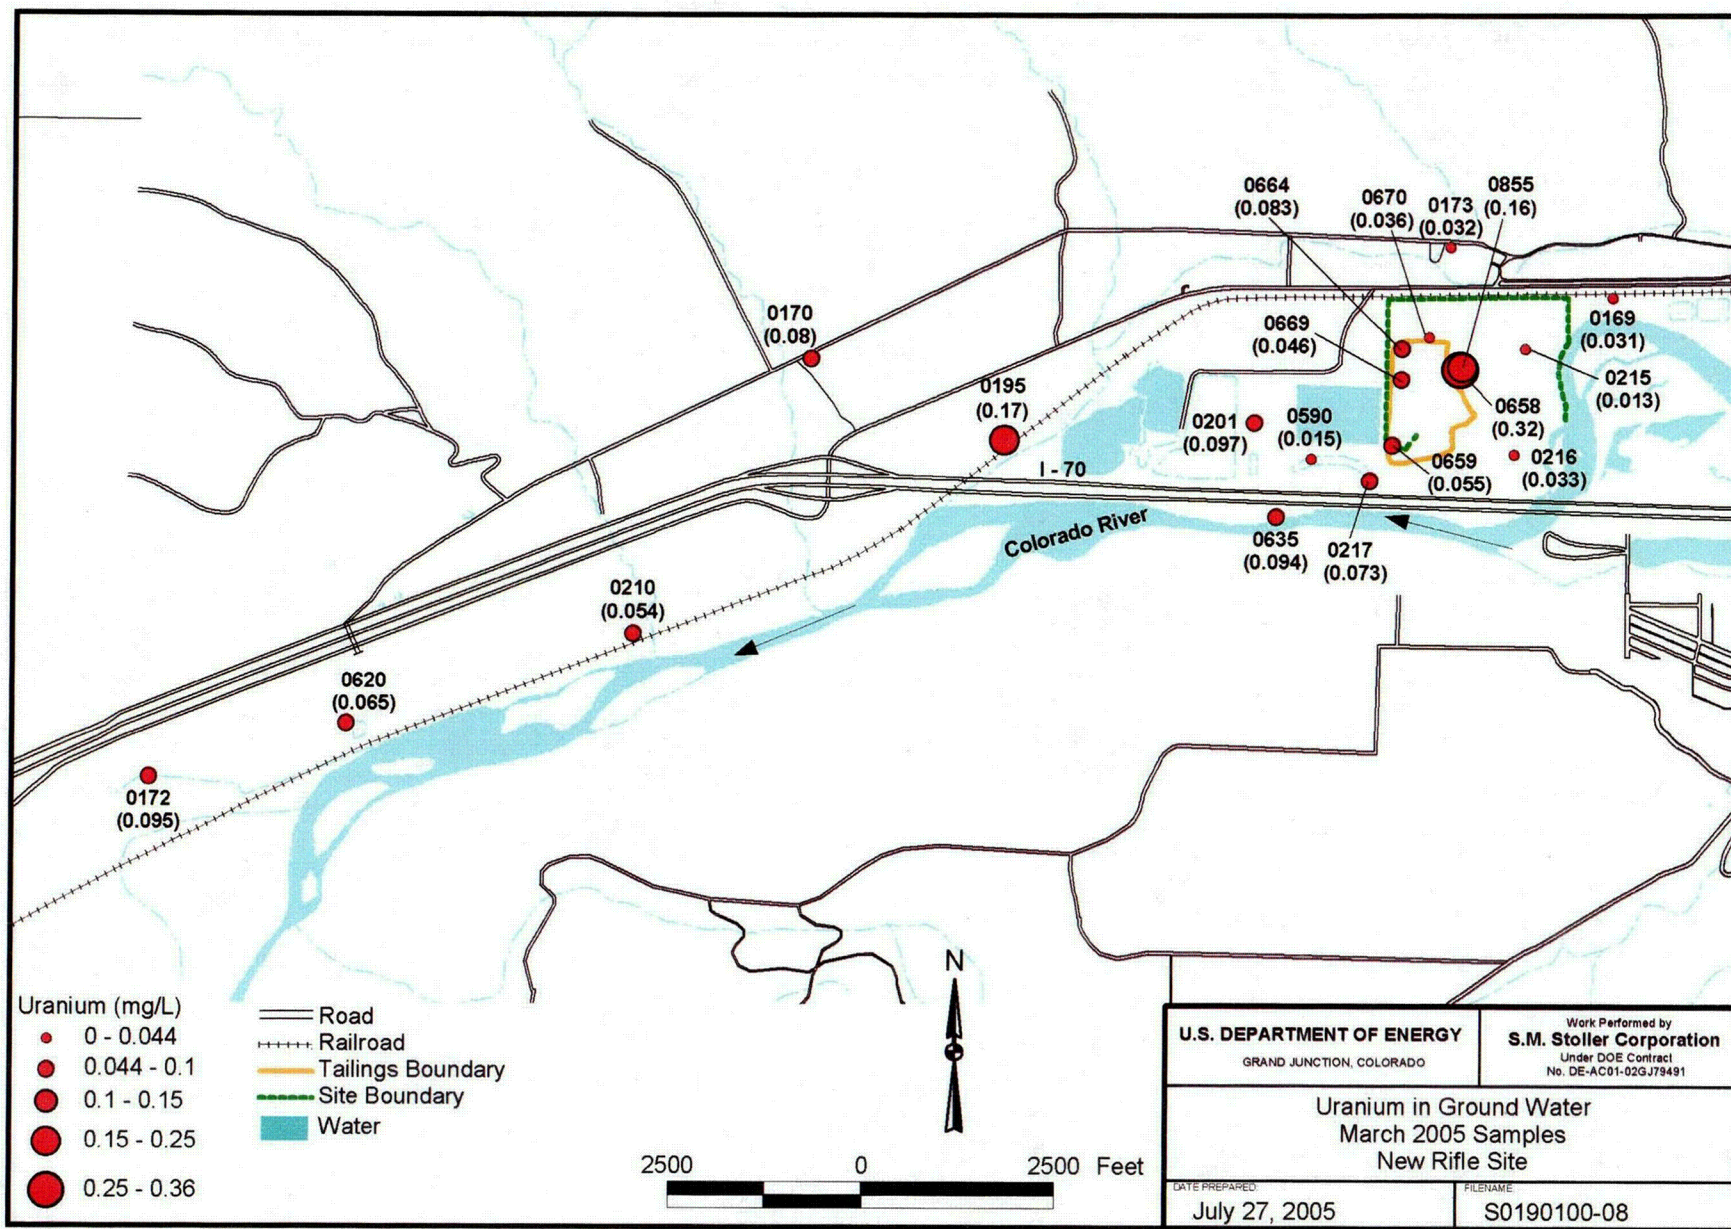 0664
(0.083)
0670
(0.036)
0173
(0.032)
0855
(0.16)
0170
(0.08)
0669
(0.046)
0169
(0.031)
0195
(0.17)
0215
(0.013)
0201
(0.097)
0590
(0.015)
0658
(0.32)
0659
(0.055)
0216
(0.033)
I - 70
Colorado River
0635
(0.094)
0217
(0.073)
0210
(0.054)
0620
(0.065)
0172
(0.095)
N
Uranium (mg/L)
0 - 0.044
0.044 - 0.1
0.1 - 0.15
0.15 - 0.25
0.25 - 0.36
Road
Railroad
Tailings Boundary
Site Boundary
Water
2500 0 2500 Feet
U.S. DEPARTMENT OF ENERGY
GRAND JUNCTION, COLORADO
Work Performed by
S.M. Stoller Corporation
Under DOE Contract
No. DE-AC01-02GJ79491
Uranium in Ground Water
March 2005 Samples
New Rifle Site
DATE PREPARED:
July 27, 2005
FILENAME
S0190100-08